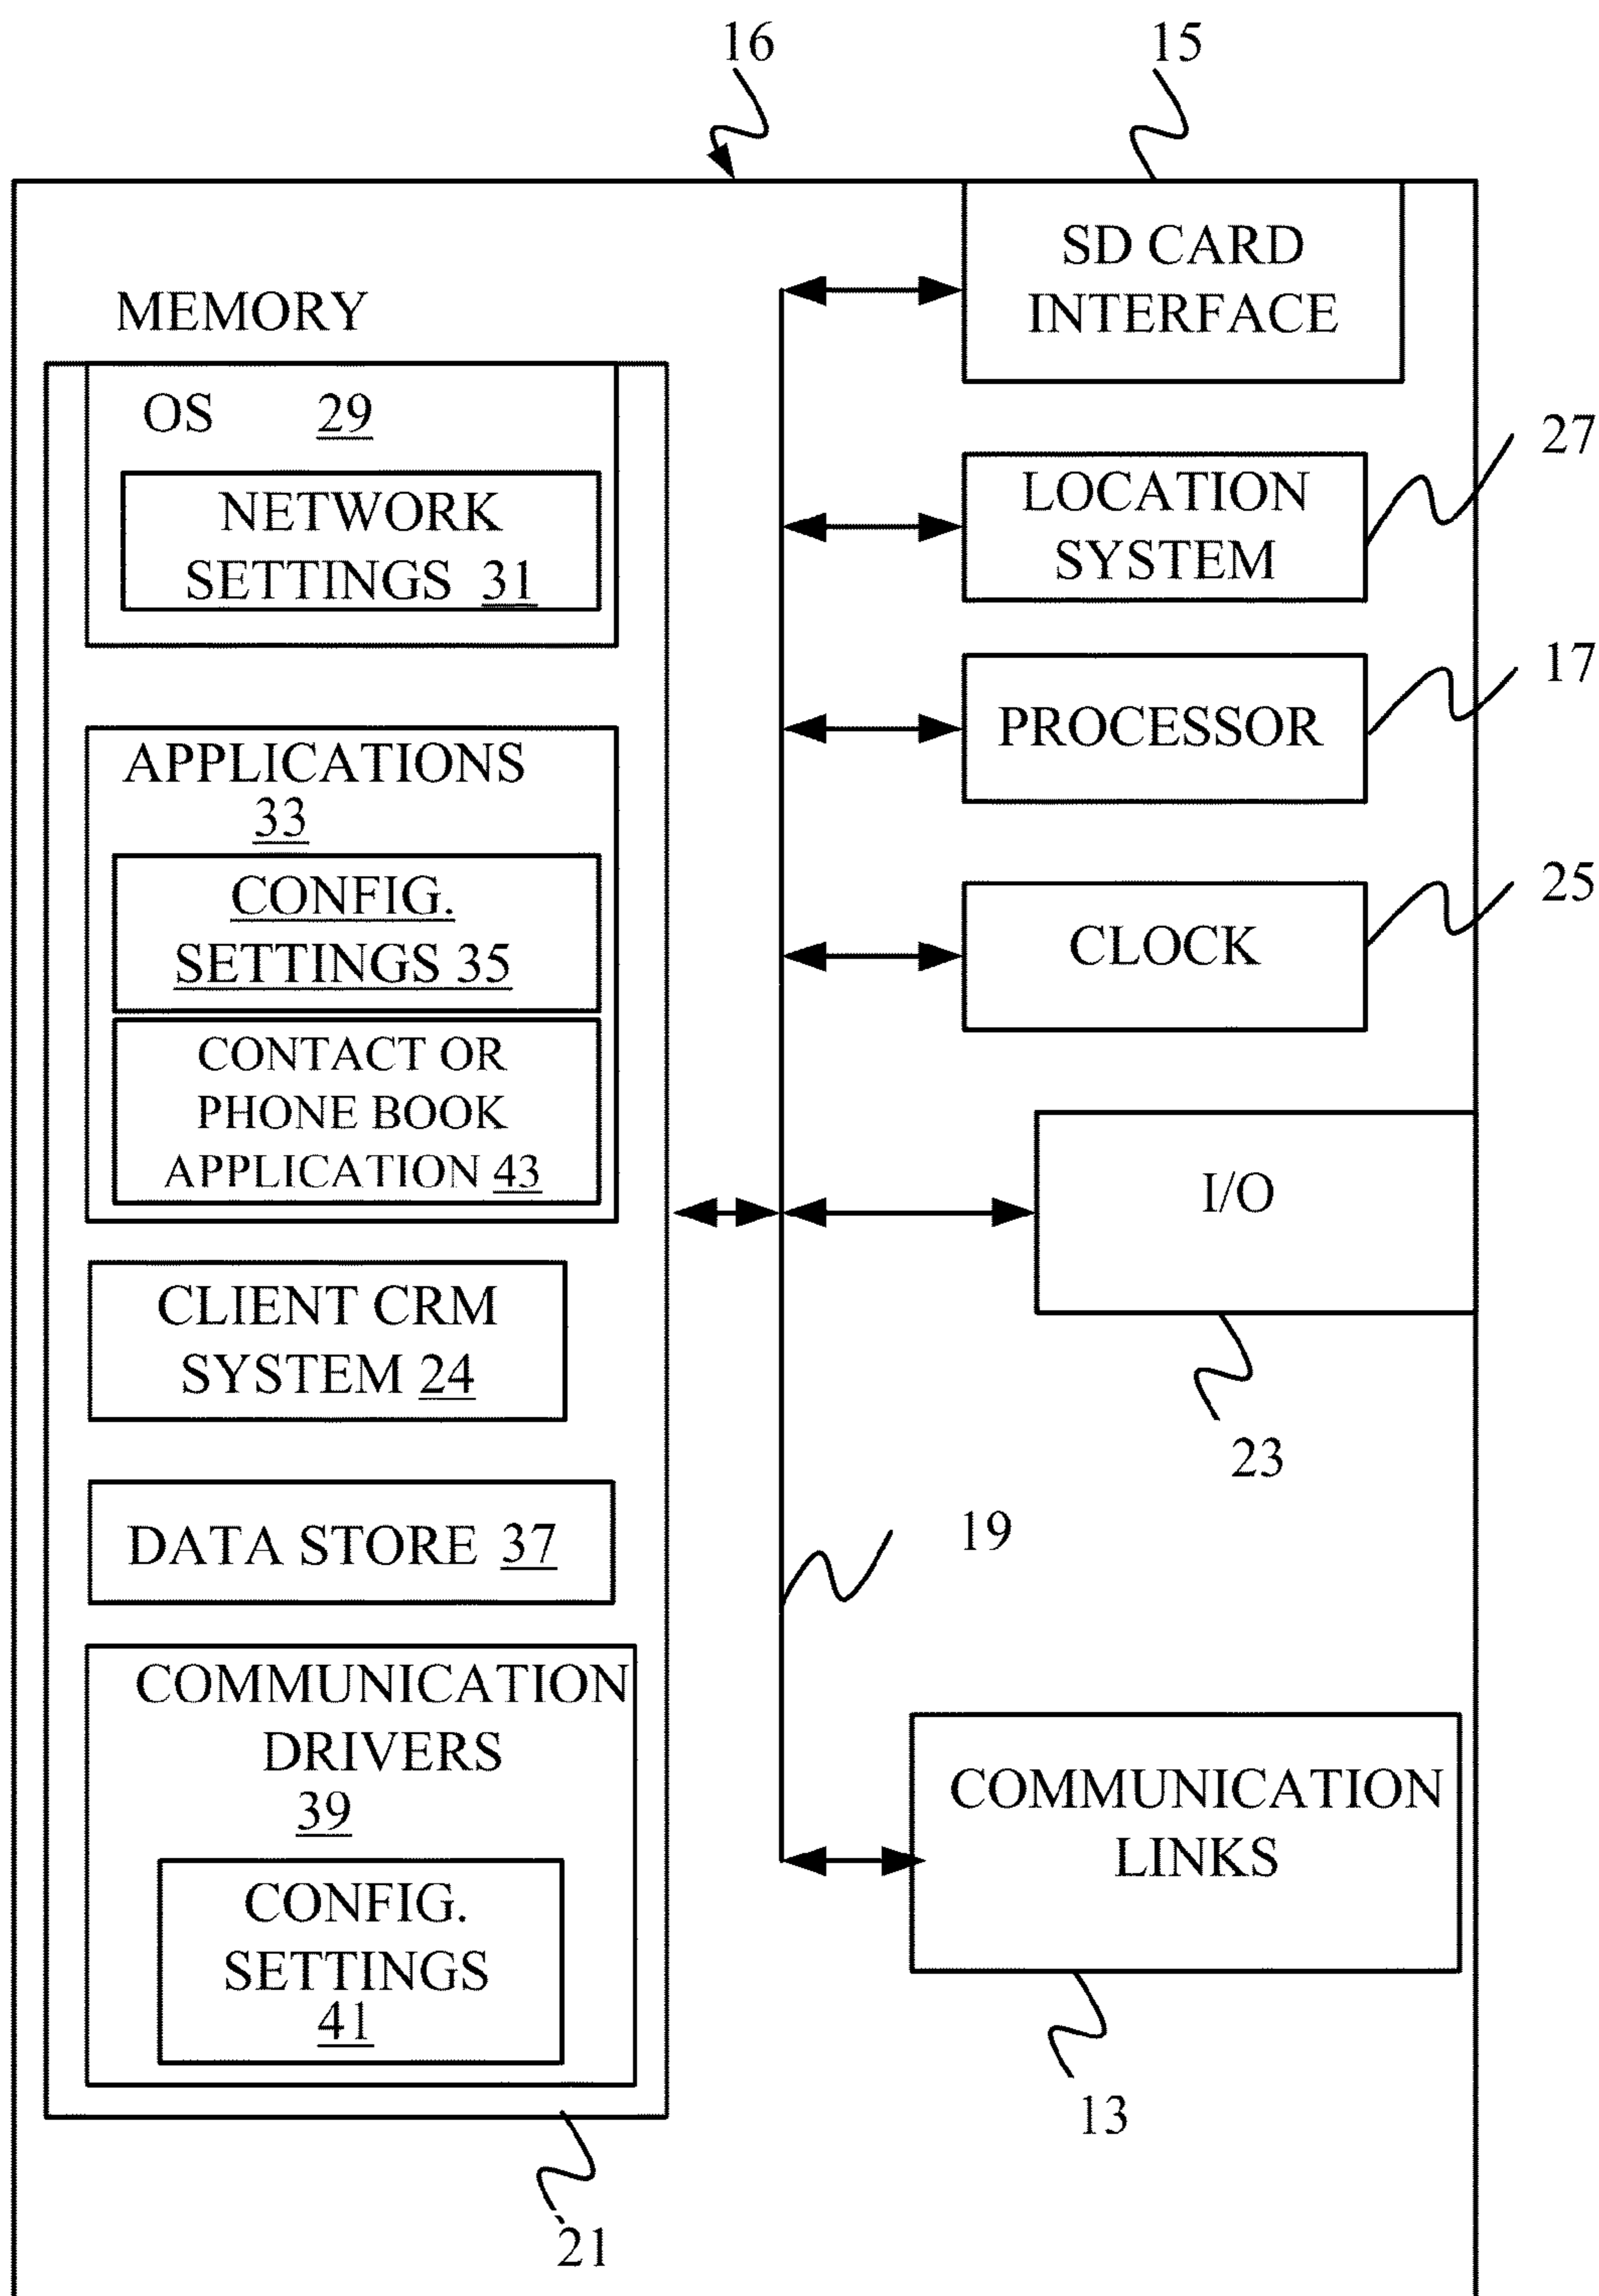 16
15
SD CARD
INTERFACE
MEMORY
OS 29
NETWORK
SETTINGS 31
27
LOCATION
SYSTEM
17
PROCESSOR
APPLICATIONS
33
CONFIG.
SETTINGS 35
25
CLOCK
CONTACT OR
PHONE BOOK
APPLICATION 43
I/O
23
CLIENT CRM
SYSTEM 24
DATA STORE 37
19
COMMUNICATION
DRIVERS
39
CONFIG.
SETTINGS
41
COMMUNICATION
LINKS
13
21